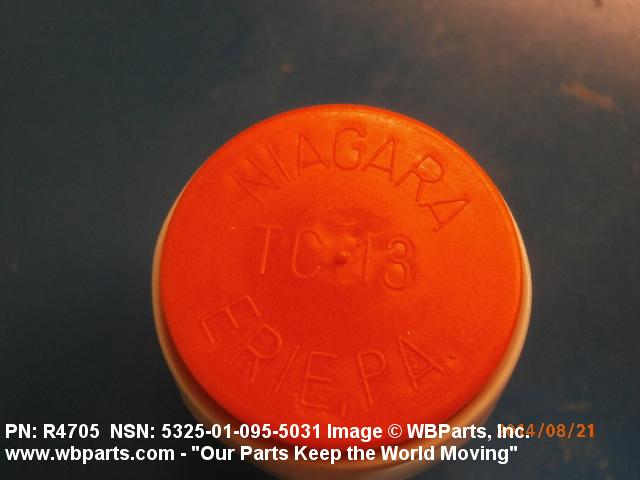 NIAGARA
TC-13
ERIE, PA.
PN: R4705 NSN: 5325-01-095-5031 Image © WBParts, Inc.
www.wbparts.com - "Our Parts Keep the World Moving"